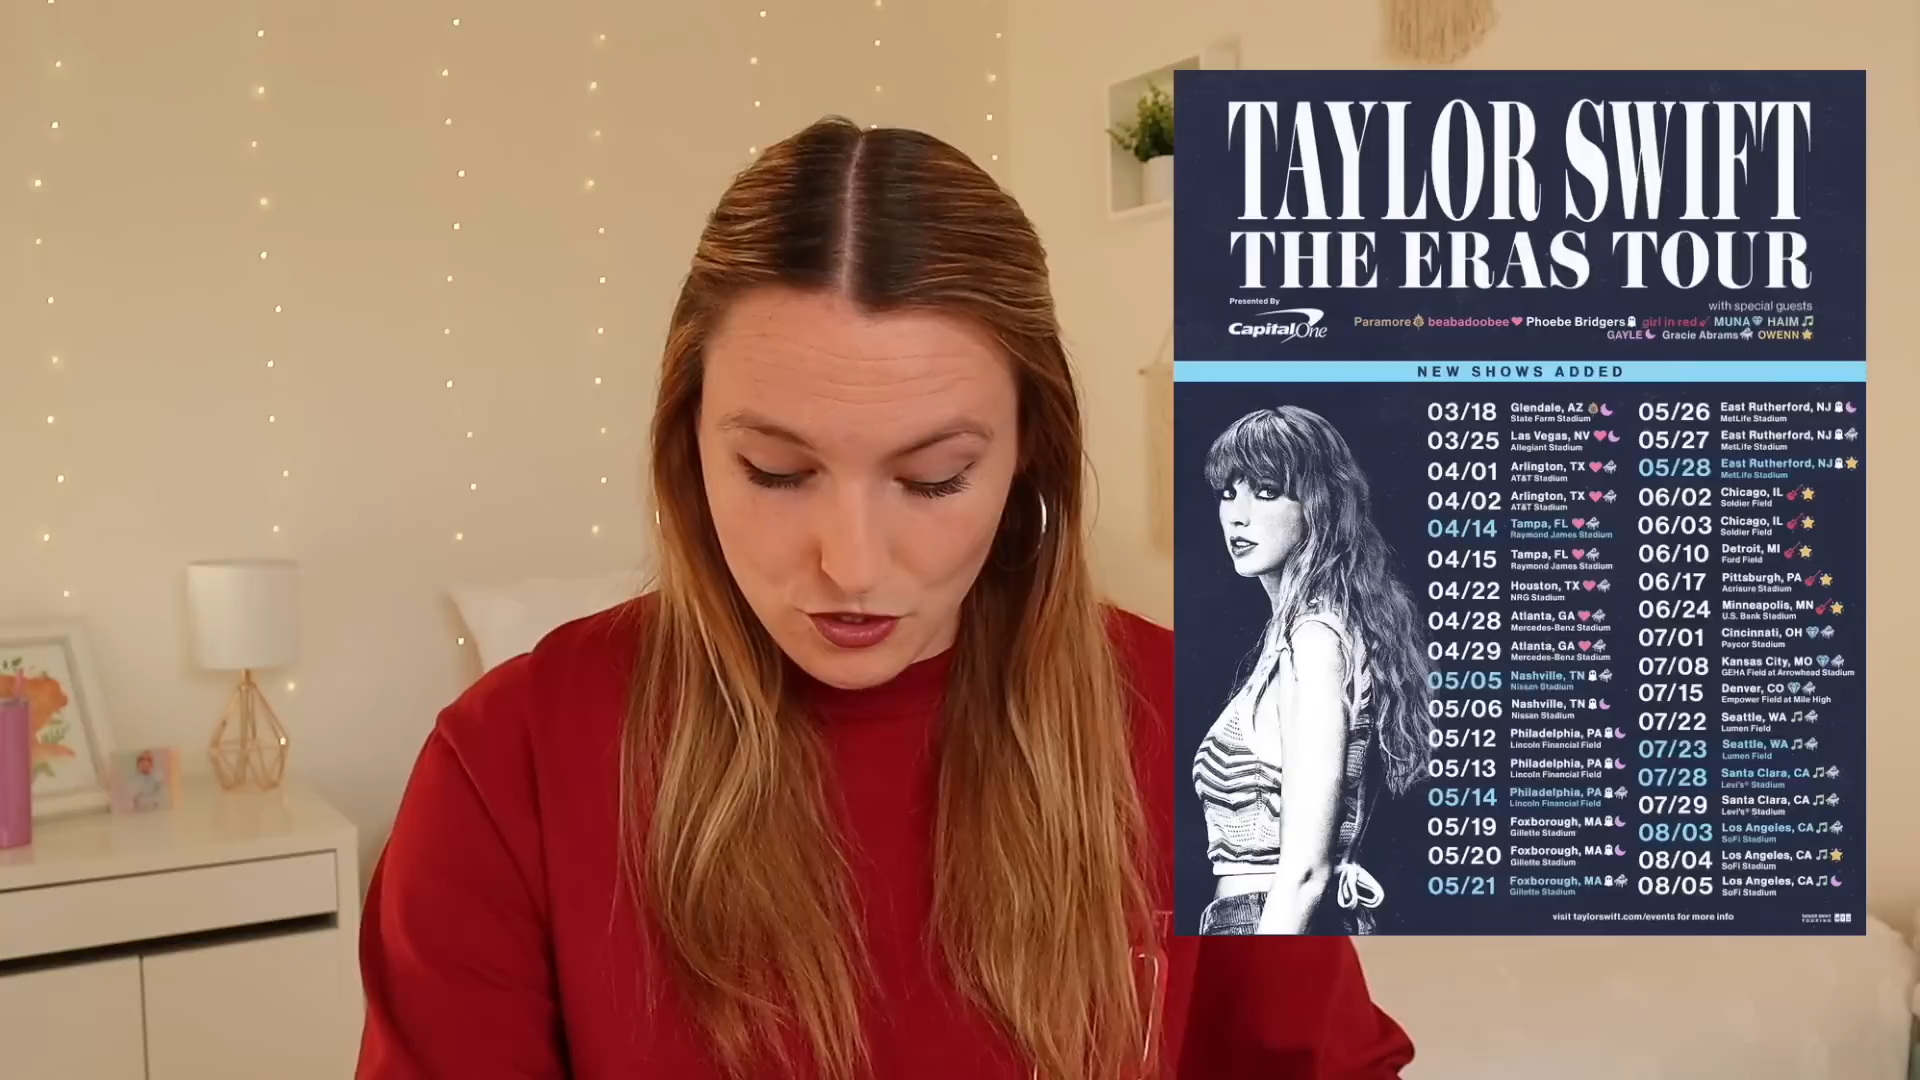 TAYLOR SWIFT
THE ERAS TOUR
Presented By
CapitalOne
with special guests
Paramore beabadoobee Phoebe Bridgers girl in red MUNA HAIM
GAYLE Gracie Abrams OWENN
NEW SHOWS ADDED
03/18 Glendale, AZ
State Farm Stadium
03/25 Las Vegas, NV
Allegiant Stadium
04/01 Arlington, TX
AT&T Stadium
04/02 Arlington, TX
AT&T Stadium
04/14 Tampa, FL
Raymond James Stadium
04/15 Tampa, FL
Raymond James Stadium
04/22 Houston, TX
NRG Stadium
04/28 Atlanta, GA
Mercedes-Benz Stadium
04/29 Atlanta, GA
Mercedes-Benz Stadium
05/05 Nashville, TN
Nissan Stadium
05/06 Nashville, TN
Nissan Stadium
05/12 Philadelphia, PA
Lincoln Financial Field
05/13 Philadelphia, PA
Lincoln Financial Field
05/14 Philadelphia, PA
Lincoln Financial Field
05/19 Foxborough, MA
Gillette Stadium
05/20 Foxborough, MA
Gillette Stadium
05/21 Foxborough, MA
Gillette Stadium
05/26 East Rutherford, NJ
MetLife Stadium
05/27 East Rutherford, NJ
MetLife Stadium
05/28 East Rutherford, NJ
MetLife Stadium
06/02 Chicago, IL
Soldier Field
06/03 Chicago, IL
Soldier Field
06/10 Detroit, MI
Ford Field
06/17 Pittsburgh, PA
Acrisure Stadium
06/24 Minneapolis, MN
U.S. Bank Stadium
07/01 Cincinnati, OH
Paycor Stadium
07/08 Kansas City, MO
GEHA Field at Arrowhead Stadium
07/15 Denver, CO
Empower Field at Mile High
07/22 Seattle, WA
Lumen Field
07/23 Seattle, WA
Lumen Field
07/28 Santa Clara, CA
Levi's® Stadium
07/29 Santa Clara, CA
Levi's® Stadium
08/03 Los Angeles, CA
SoFi Stadium
08/04 Los Angeles, CA
SoFi Stadium
08/05 Los Angeles, CA
SoFi Stadium
visit taylorswift.com/events for more info